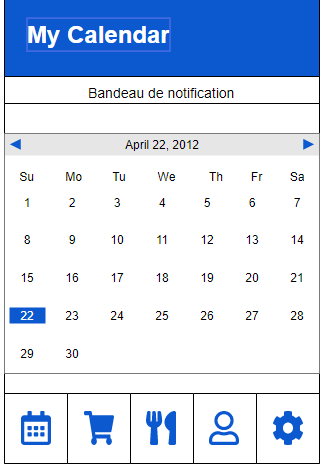 My Calendar
Bandeau de notification
April 22, 2012
Su Mo Tu We Th Fr Sa
1 2 3 4 5 6 7
8 9 10 11 12 13 14
15 16 17 18 19 20 21
22 23 24 25 26 27 28
29 30